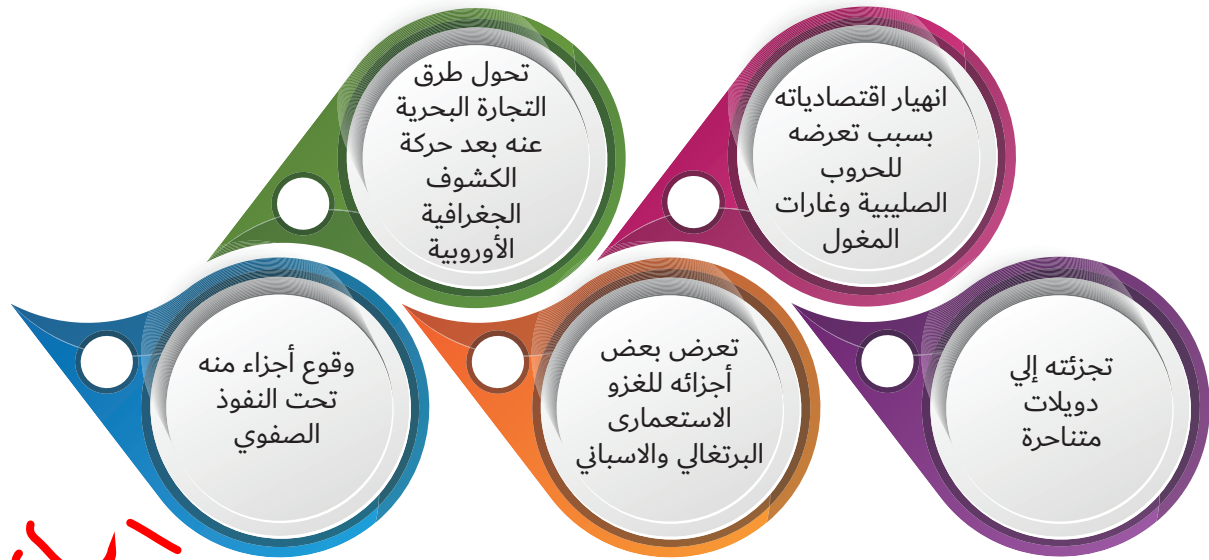 انهيار اقتصادياته
بسبب تعرضه
للحروب
الصليبية وغارات
المغول
تحول طرق
التجارة البحرية
عنه بعد حركة
الكشوف
الجغرافية
الأوروبية
تجزئته إلي
دويلات
متناحرة
تعرض بعض
أجزائه للغزو
الاستعمارى
البرتغالي والاسباني
وقوع أجزاء منه
تحت النفوذ
الصفوي